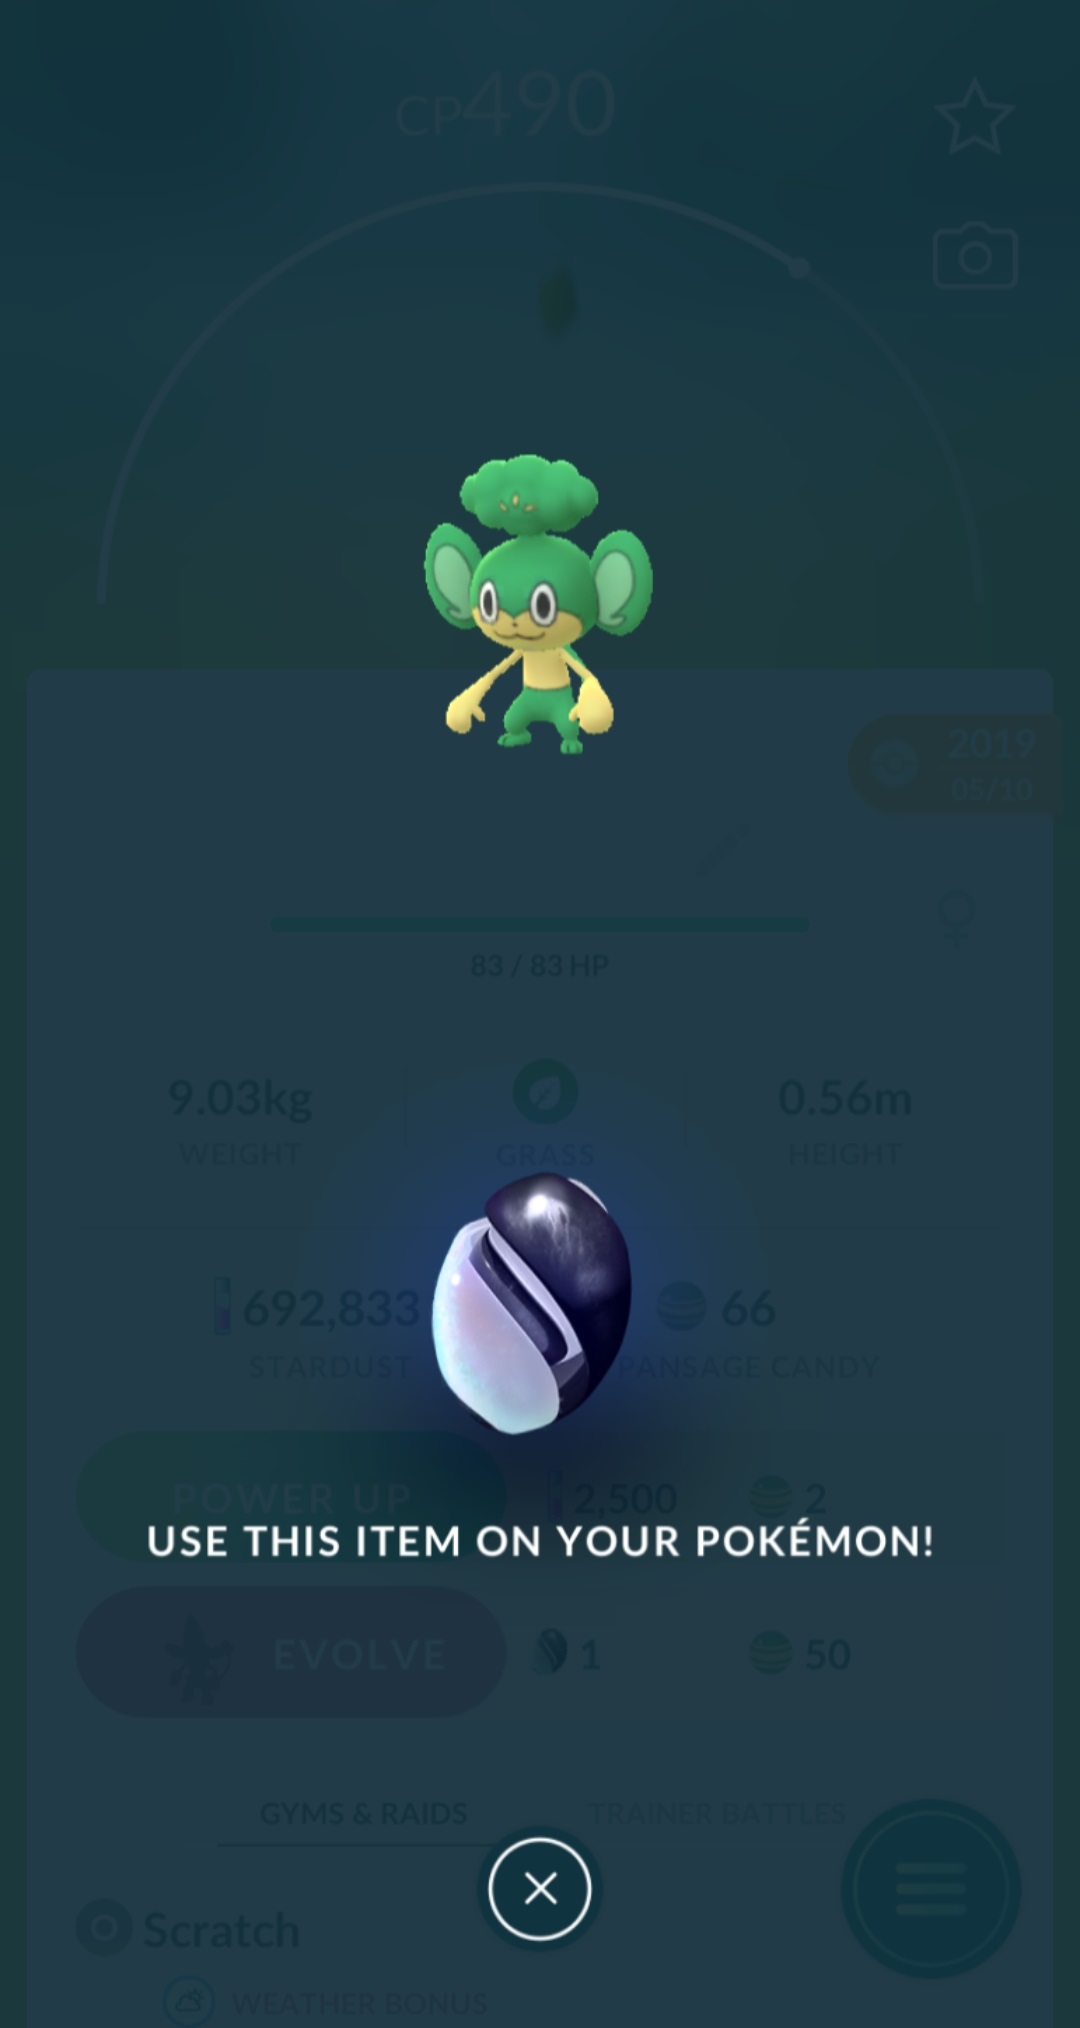 CP490
2019
05/10
83 / 83 HP
9.03kg
WEIGHT
GRASS
0.56m
HEIGHT
692,833
STARDUST
66
PANSAGE CANDY
POWER UP
2,500
2
USE THIS ITEM ON YOUR POKÉMON!
EVOLVE
1
50
GYMS & RAIDS
TRAINER BATTLES
Scratch
WEATHER BONUS